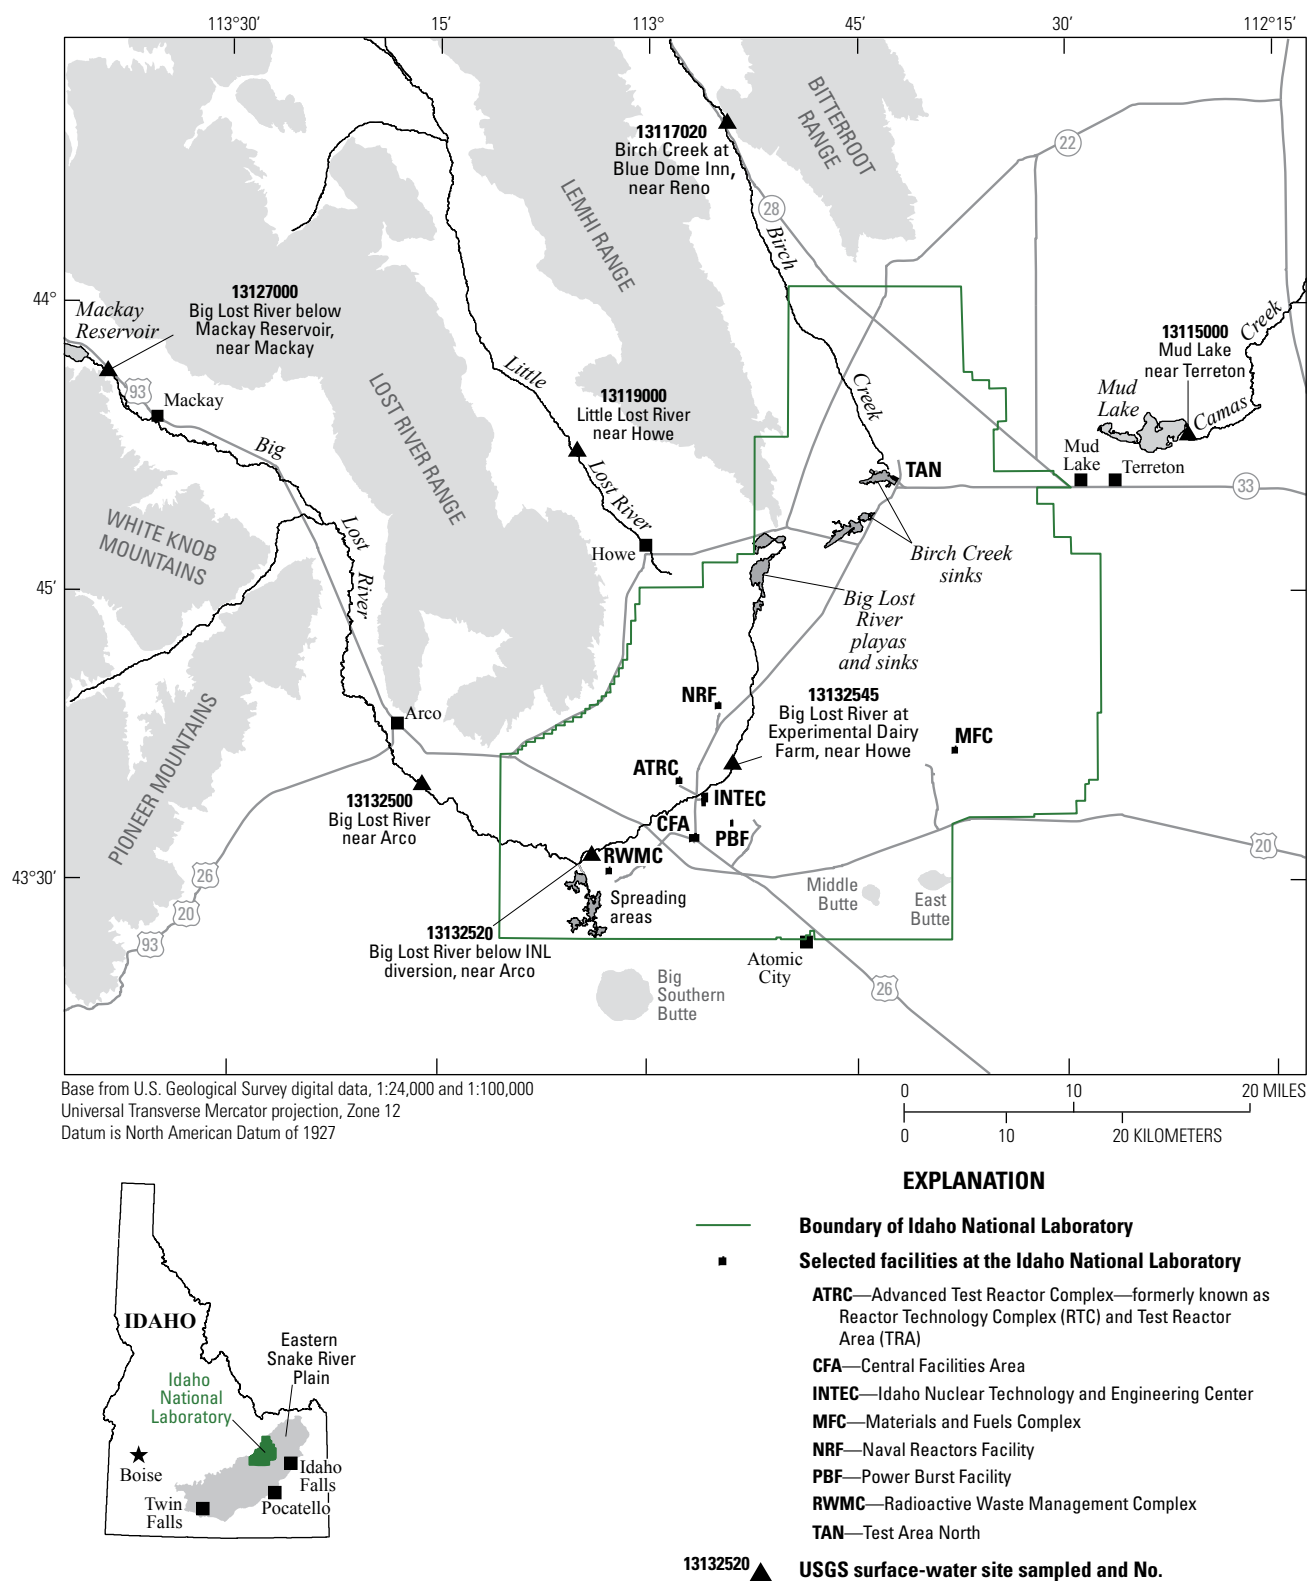 113°30′
15′
113°
45′
30′
112°15′
44°
45′
43°30′
BITTERROOT
RANGE
22
13117020
Birch Creek at
Blue Dome Inn,
near Reno
28
Birch
Creek
LEMHI RANGE
13127000
Big Lost River below
Mackay Reservoir,
near Mackay
Mackay
Reservoir
93
Mackay
Big
Lost
River
LOST RIVER RANGE
Little
Lost River
13119000
Little Lost River
near Howe
13115000
Mud Lake
near Terreton
Mud
Lake
Camas
Creek
Mud
Lake
Terreton
33
TAN
WHITE KNOB
MOUNTAINS
Howe
Birch Creek
sinks
Big Lost
River
playas
and sinks
PIONEER MOUNTAINS
Arco
NRF
13132545
Big Lost River at
Experimental Dairy
Farm, near Howe
MFC
ATRC
INTEC
13132500
Big Lost River
near Arco
CFA
PBF
20
RWMC
26
20
93
Spreading
areas
Middle
Butte
East
Butte
13132520
Big Lost River below INL
diversion, near Arco
Atomic
City
Big
Southern
Butte
26
Base from U.S. Geological Survey digital data, 1:24,000 and 1:100,000
Universal Transverse Mercator projection, Zone 12
Datum is North American Datum of 1927
0 10 20 MILES
0 10 20 KILOMETERS
IDAHO
Eastern
Snake River
Plain
Idaho
National
Laboratory
Boise
Idaho
Falls
Twin
Falls
Pocatello
EXPLANATION
Boundary of Idaho National Laboratory
Selected facilities at the Idaho National Laboratory
ATRC—Advanced Test Reactor Complex—formerly known as
Reactor Technology Complex (RTC) and Test Reactor
Area (TRA)
CFA—Central Facilities Area
INTEC—Idaho Nuclear Technology and Engineering Center
MFC—Materials and Fuels Complex
NRF—Naval Reactors Facility
PBF—Power Burst Facility
RWMC—Radioactive Waste Management Complex
TAN—Test Area North
13132520 USGS surface-water site sampled and No.